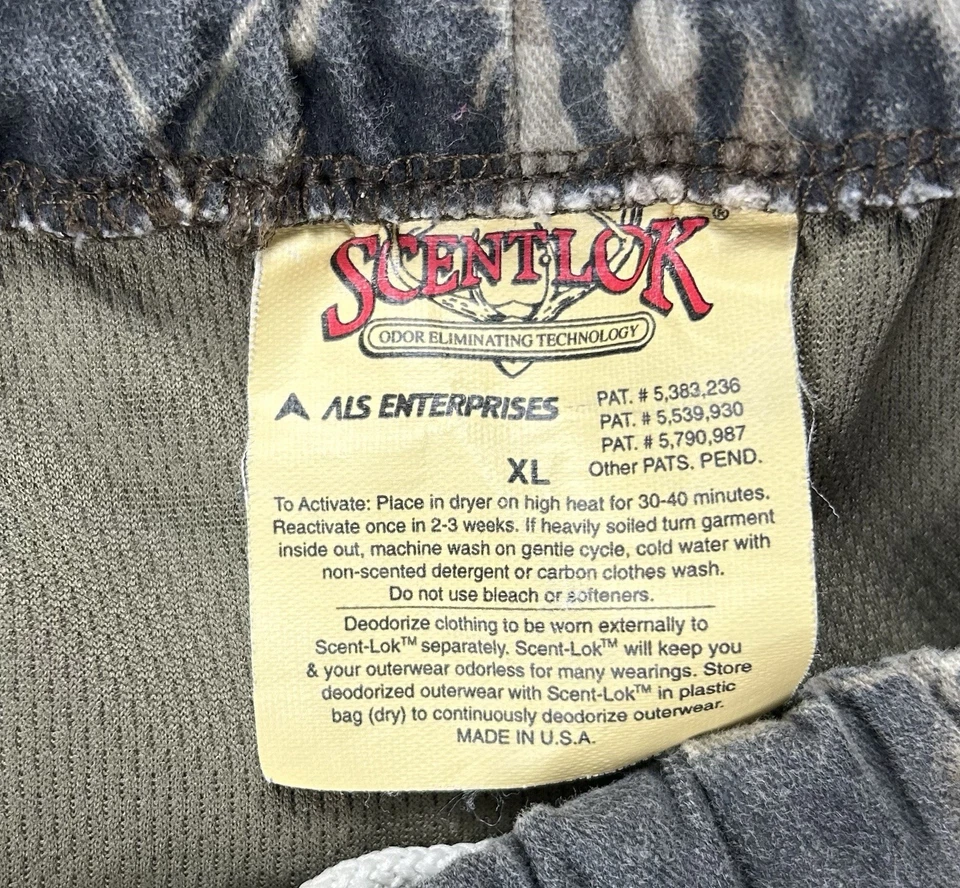 SCENT·LOK®
ODOR ELIMINATING TECHNOLOGY
ALS ENTERPRISES
PAT. # 5,383,236
PAT. # 5,539,930
PAT. # 5,790,987
Other PATS. PEND.
XL
To Activate: Place in dryer on high heat for 30-40 minutes.
Reactivate once in 2-3 weeks. If heavily soiled turn garment
inside out, machine wash on gentle cycle, cold water with
non-scented detergent or carbon clothes wash.
Do not use bleach or softeners.
Deodorize clothing to be worn externally to
Scent-Lok™ separately. Scent-Lok™ will keep you
& your outerwear odorless for many wearings. Store
deodorized outerwear with Scent-Lok™ in plastic
bag (dry) to continuously deodorize outerwear.
MADE IN U.S.A.